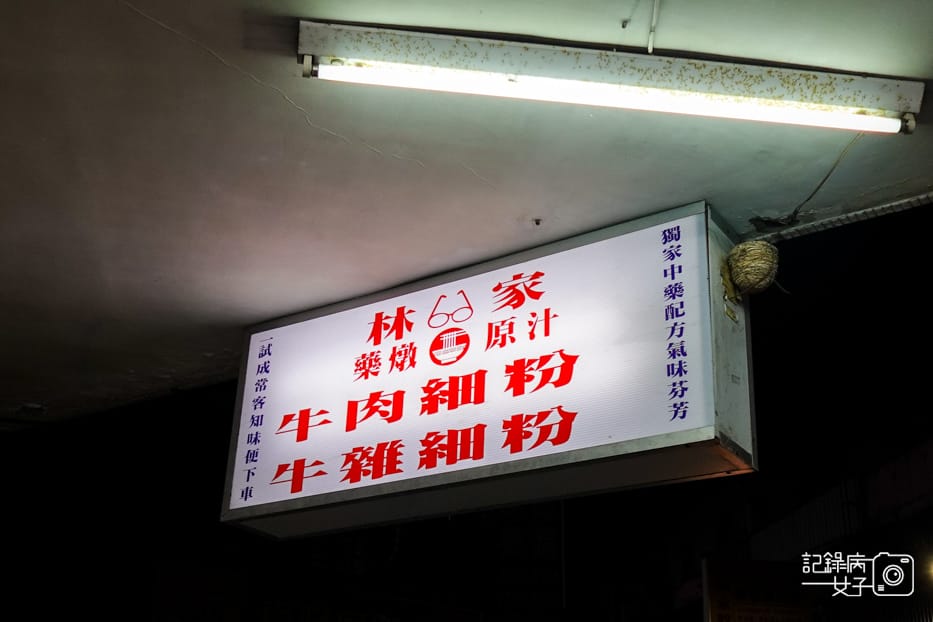 獨家中藥配方氣味芬芳
林家
藥燉原汁
牛肉細粉
牛雜細粉
一試成常客知味便下車
記錄病
女子